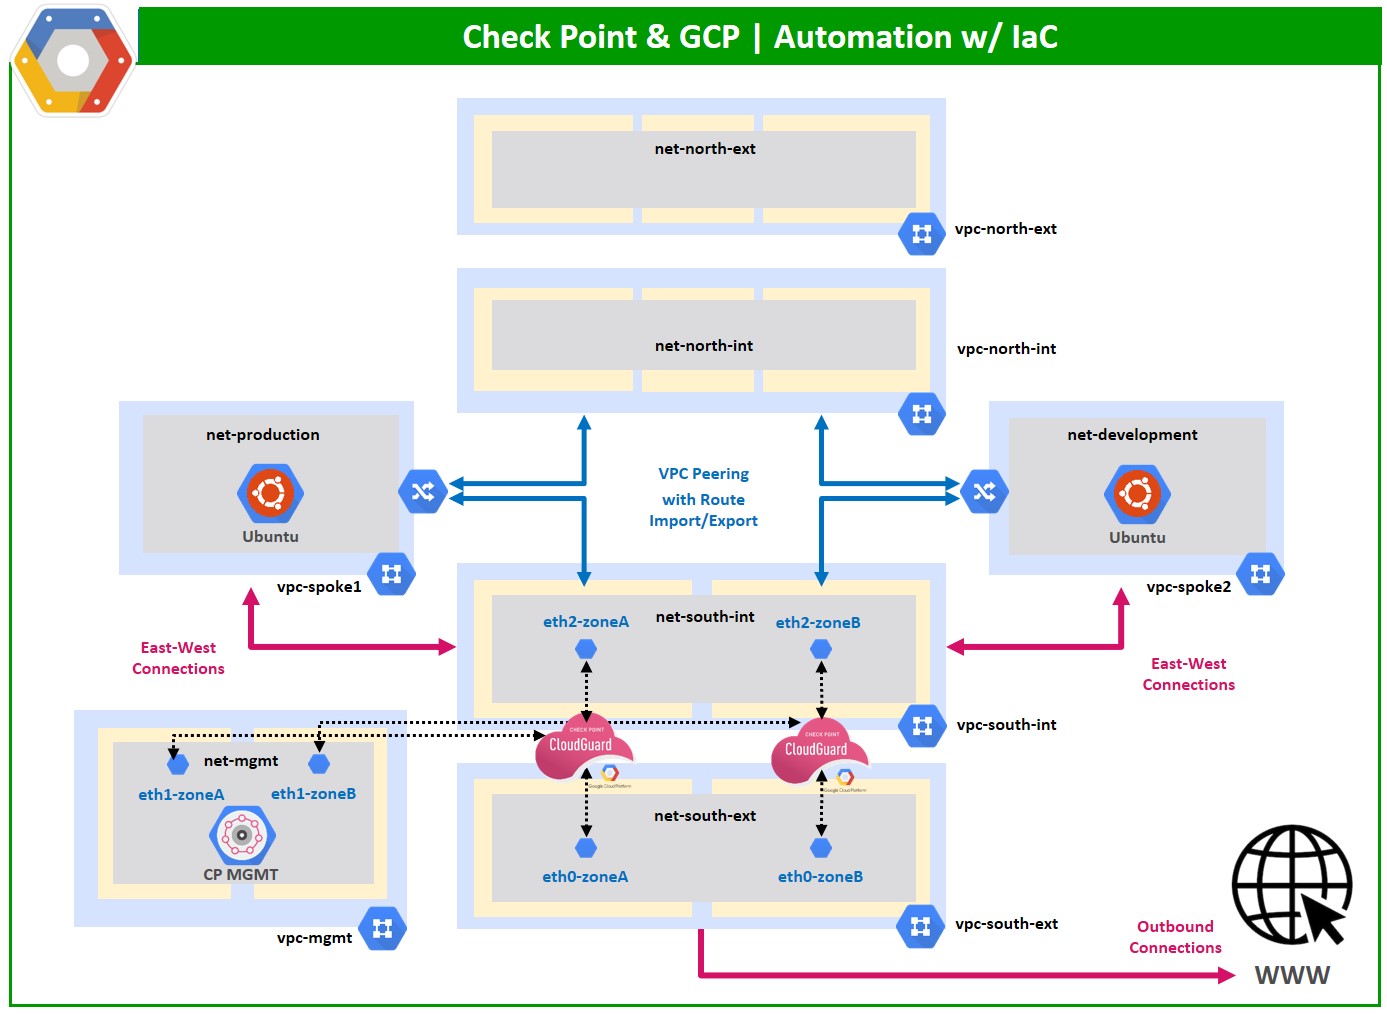 Check Point & GCP | Automation w/ IaC
net-north-ext
vpc-north-ext
net-north-int
vpc-north-int
net-production
Ubuntu
vpc-spoke1
VPC Peering
with Route
Import/Export
net-development
Ubuntu
vpc-spoke2
East-West
Connections
net-south-int
eth2-zoneA
eth2-zoneB
vpc-south-int
East-West
Connections
CHECK POINT
CloudGuard
Google Cloud Platform
CHECK POINT
CloudGuard
Google Cloud Platform
net-mgmt
eth1-zoneA
eth1-zoneB
CP MGMT
vpc-mgmt
net-south-ext
eth0-zoneA
eth0-zoneB
vpc-south-ext
Outbound
Connections
WWW